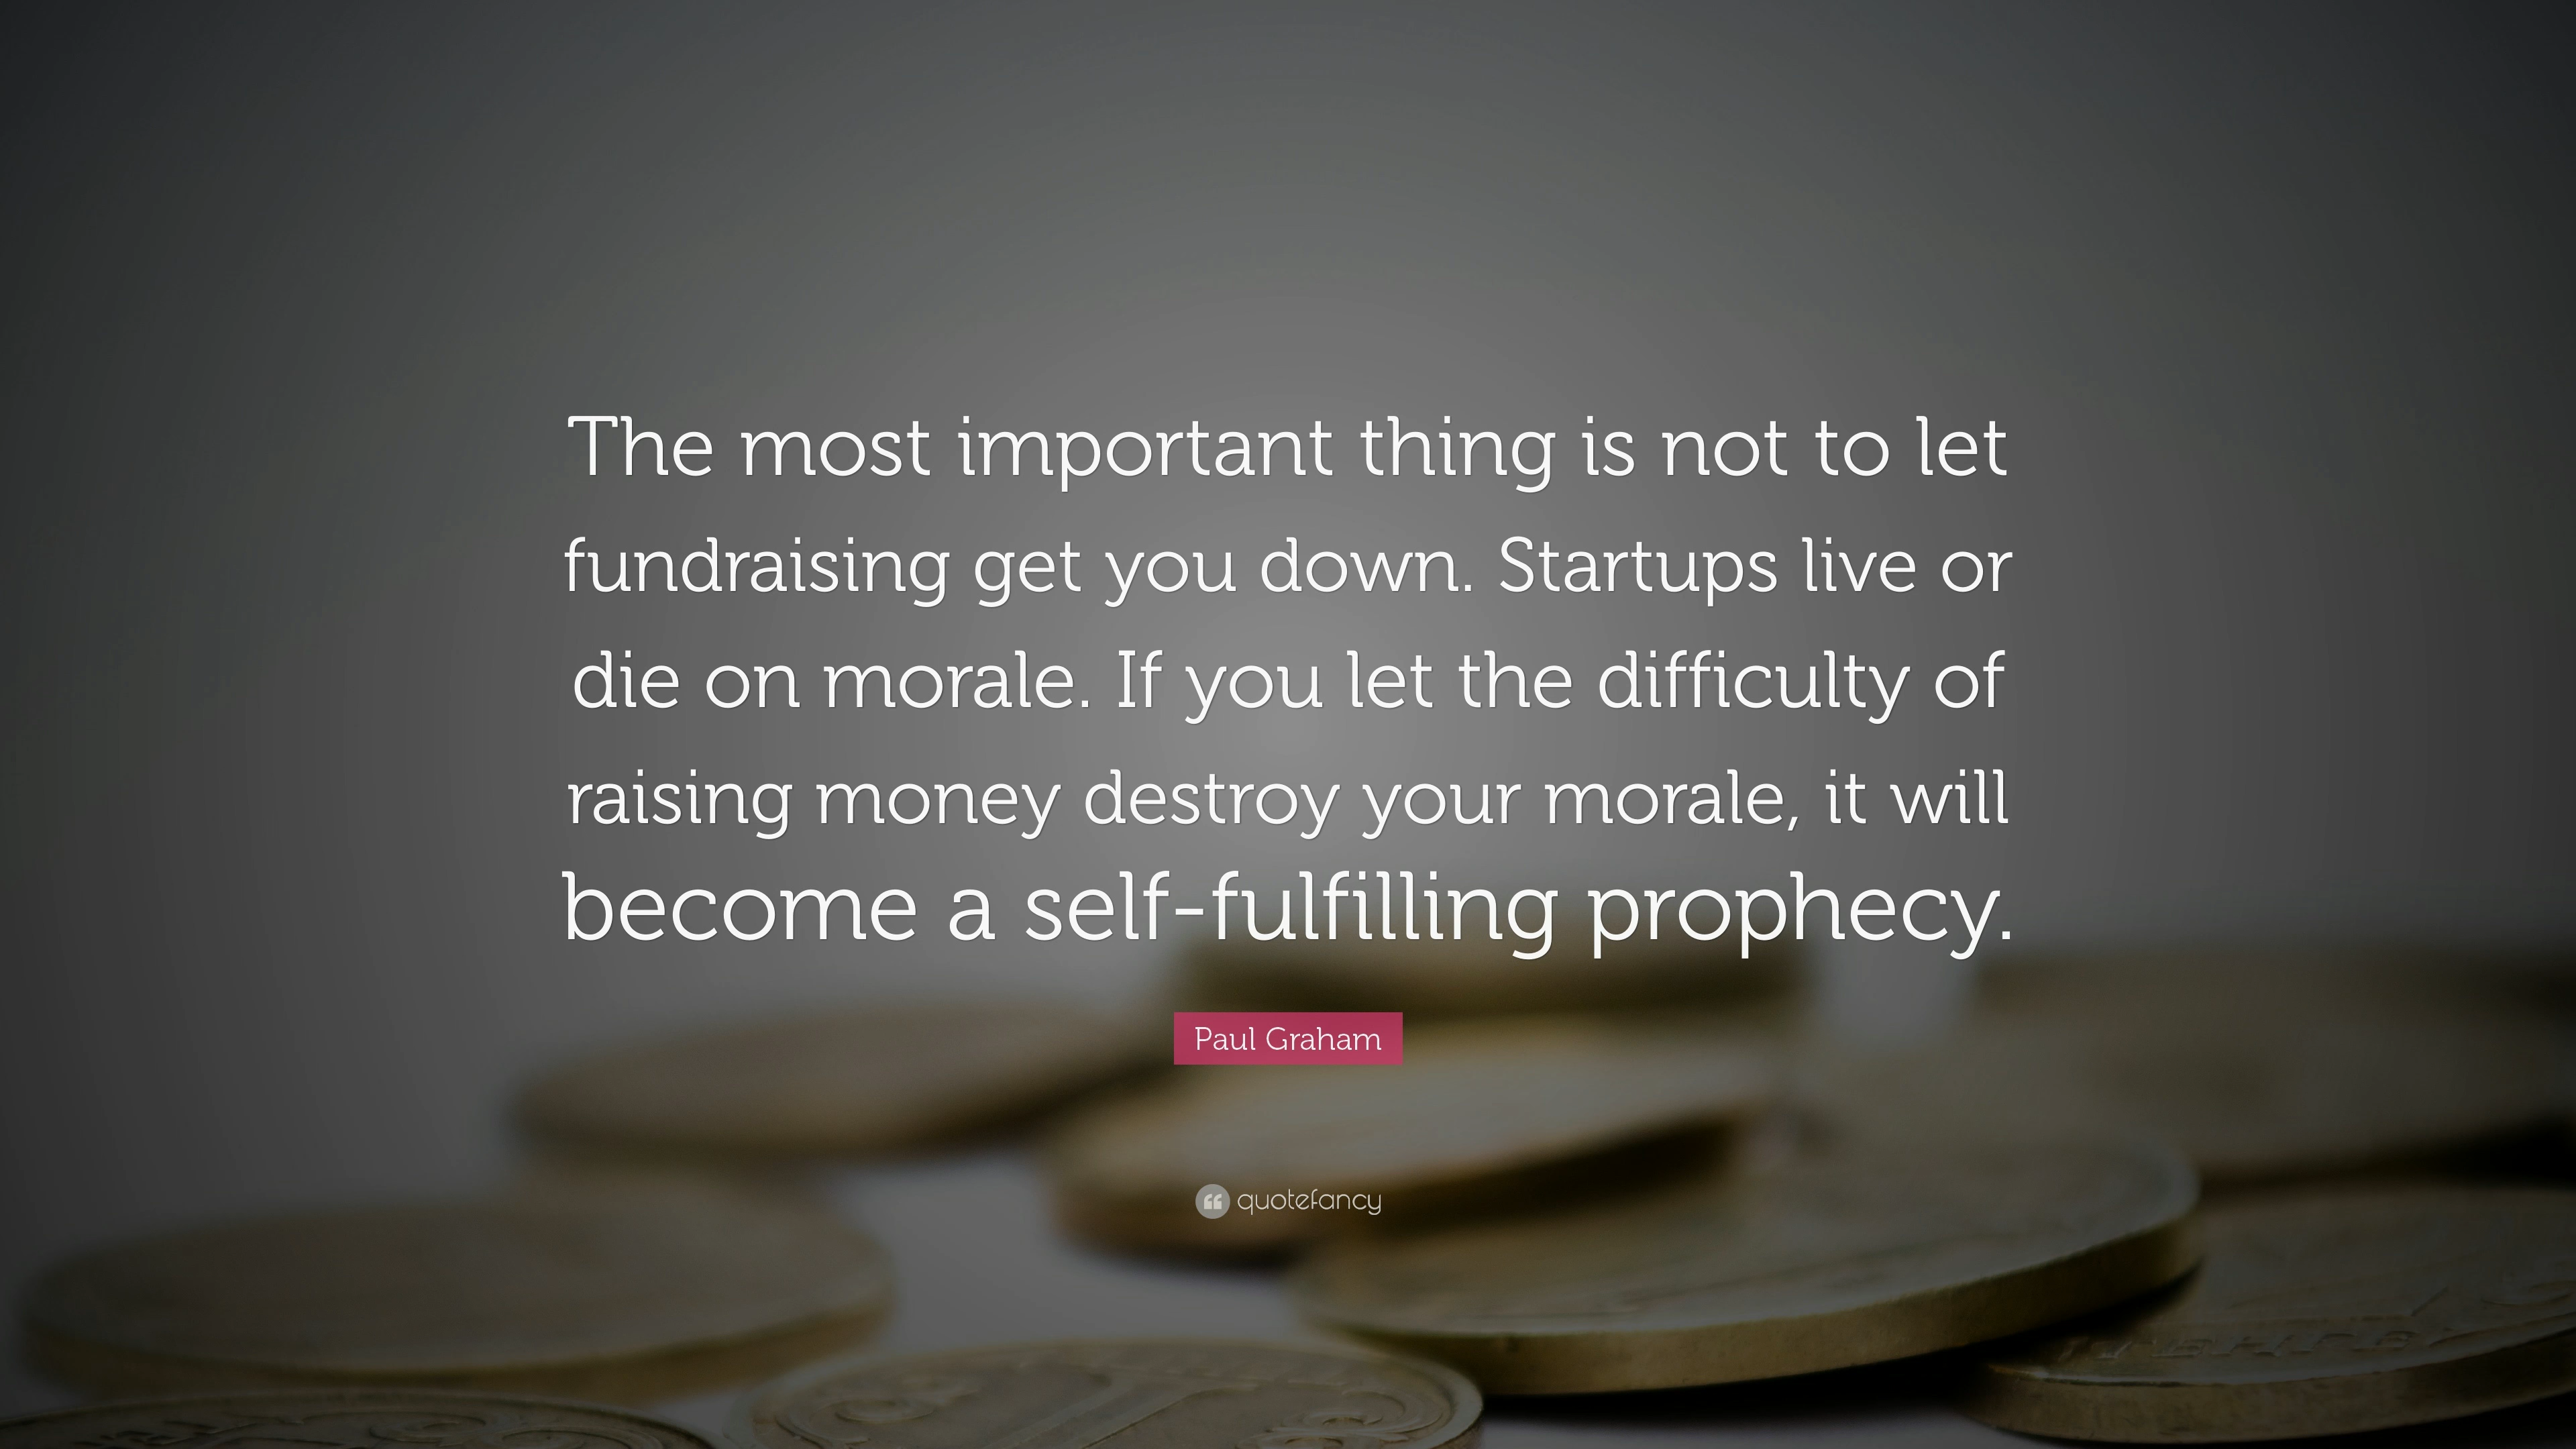 The most important thing is not to let
fundraising get you down. Startups live or
die on morale. If you let the difficulty of
raising money destroy your morale, it will
become a self-fulfilling prophecy.
Paul Graham
quotefancy